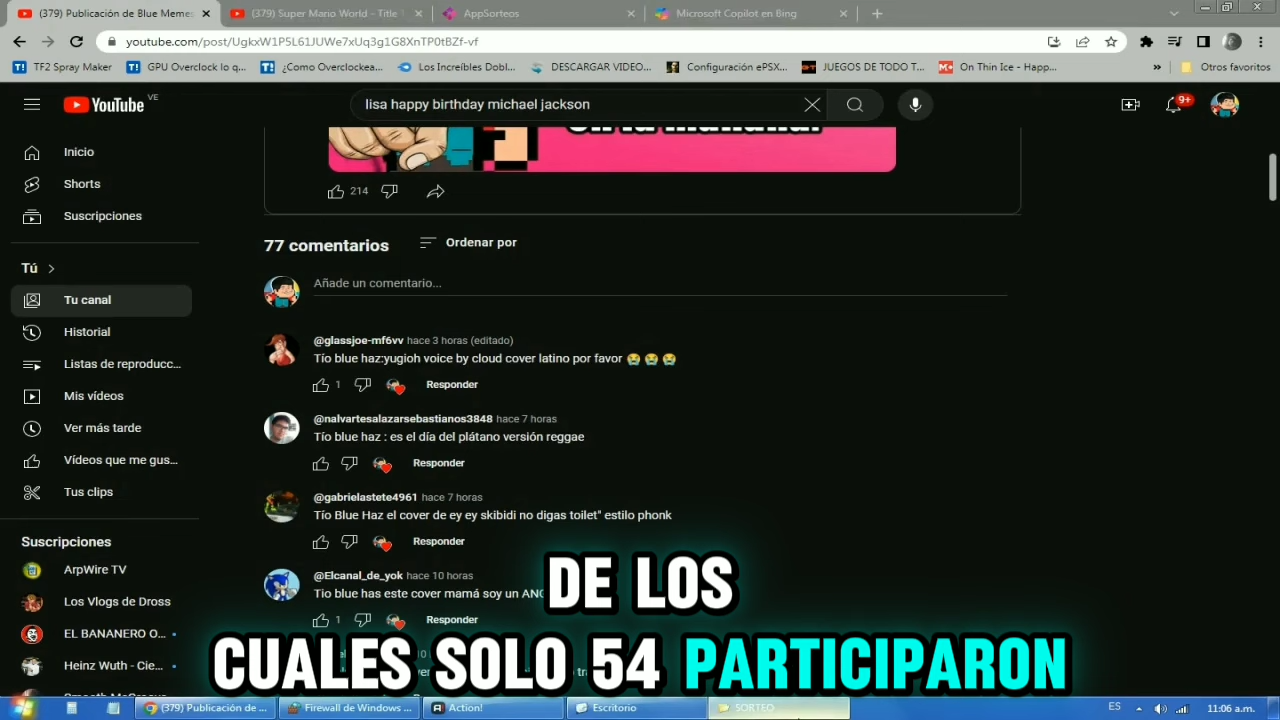 (379) Publicación de Blue Memes
(379) Super Mario World - Title T
AppSorteos
Microsoft Copilot en Bing
youtube.com/post/UgkxW1P5L61JUWe7xUq3g1G8XnTP0tBZf-vf
TF2 Spray Maker
GPU Overclock lo q...
¿Como Overclockea...
Los Increíbles Dobl...
DESCARGAR VIDEO...
Configuración ePSX...
JUEGOS DE TODO T...
On Thin Ice - Happ...
»
Otros favoritos
YouTube VE
lisa happy birthday michael jackson
9+
Inicio
Shorts
Suscripciones
Tú
Tu canal
Historial
Listas de reproducc...
Mis vídeos
Ver más tarde
Vídeos que me gus...
Tus clips
Suscripciones
ArpWire TV
Los Vlogs de Dross
EL BANANERO O...
Heinz Wuth - Cie...
214
77 comentarios
Ordenar por
Añade un comentario...
@glassjoe-mf6vv hace 3 horas (editado)
Tío blue haz:yugioh voice by cloud cover latino por favor 😭 😭 😭
1 Responder
@nalvartesalazarsebastianos3848 hace 7 horas
Tío blue haz : es el día del plátano versión reggae
Responder
@gabrielastete4961 hace 7 horas
Tío Blue Haz el cover de ey ey skibidi no digas toilet" estilo phonk
Responder
@Elcanal_de_yok hace 10 horas
Tío blue has este cover mamá soy un
1 Responder
DE LOS
CUALES SOLO 54 PARTICIPARON
(379) Publicación de ...
Firewall de Windows ...
Action!
Escritorio
SORTEO
ES
11:06 a.m.